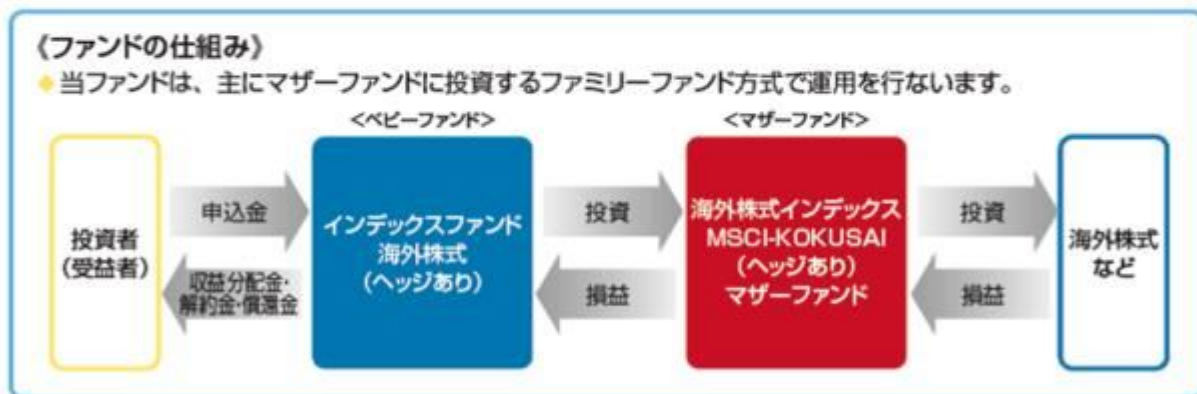 《ファンドの仕組み》
◆当ファンドは、主にマザーファンドに投資するファミリーファンド方式で運用を行ないます。
<ベビーファンド>
<マザーファンド>
投資者
(受益者)
申込金
収益分配金・
解約金・償還金
インデックスファンド
海外株式
(ヘッジあり)
投資
損益
海外株式インデックス
MSCI-KOKUSAI
(ヘッジあり)
マザーファンド
投資
損益
海外株式
など